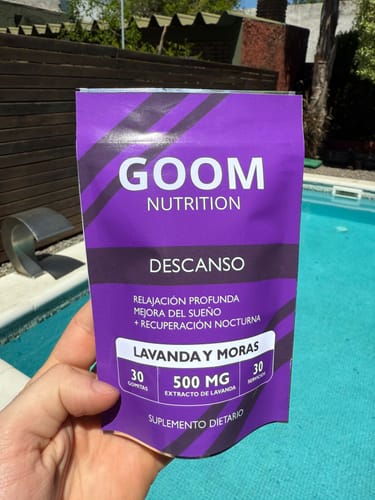 GOOM
NUTRITION
DESCANSO
RELAJACIÓN PROFUNDA
MEJORA DEL SUEÑO
+ RECUPERACIÓN NOCTURNA
LAVANDA Y MORAS
30
GOMITAS
500 MG
EXTRACTO DE LAVANDA
30
SERVICIOS
SUPLEMENTO DIETARIO